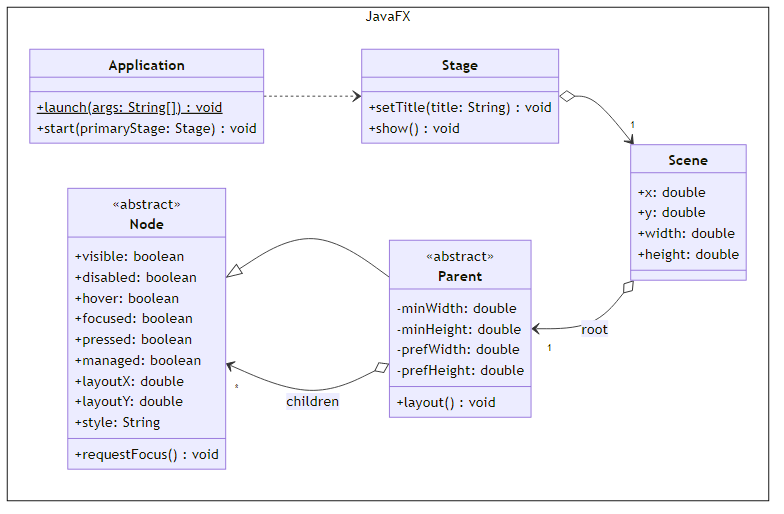 JavaFX
Application
+launch(args: String[]) : void
+start(primaryStage: Stage) : void
Stage
+setTitle(title: String) : void
+show() : void
1
Scene
+x: double
+y: double
+width: double
+height: double
«abstract»
Node
+visible: boolean
+disabled: boolean
+hover: boolean
+focused: boolean
+pressed: boolean
+managed: boolean
+layoutX: double
+layoutY: double
+style: String
+requestFocus() : void
«abstract»
Parent
-minWidth: double
-minHeight: double
-prefWidth: double
-prefHeight: double
+layout() : void
root
1
*
children